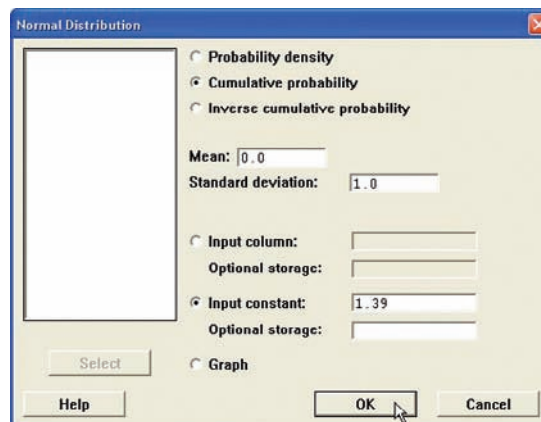 Normal Distribution
Probability density
Cumulative probability
Inverse cumulative probability
Mean: 0.0
Standard deviation: 1.0
Input column:
Optional storage:
Input constant: 1.39
Optional storage:
Select
Graph
Help OK Cancel